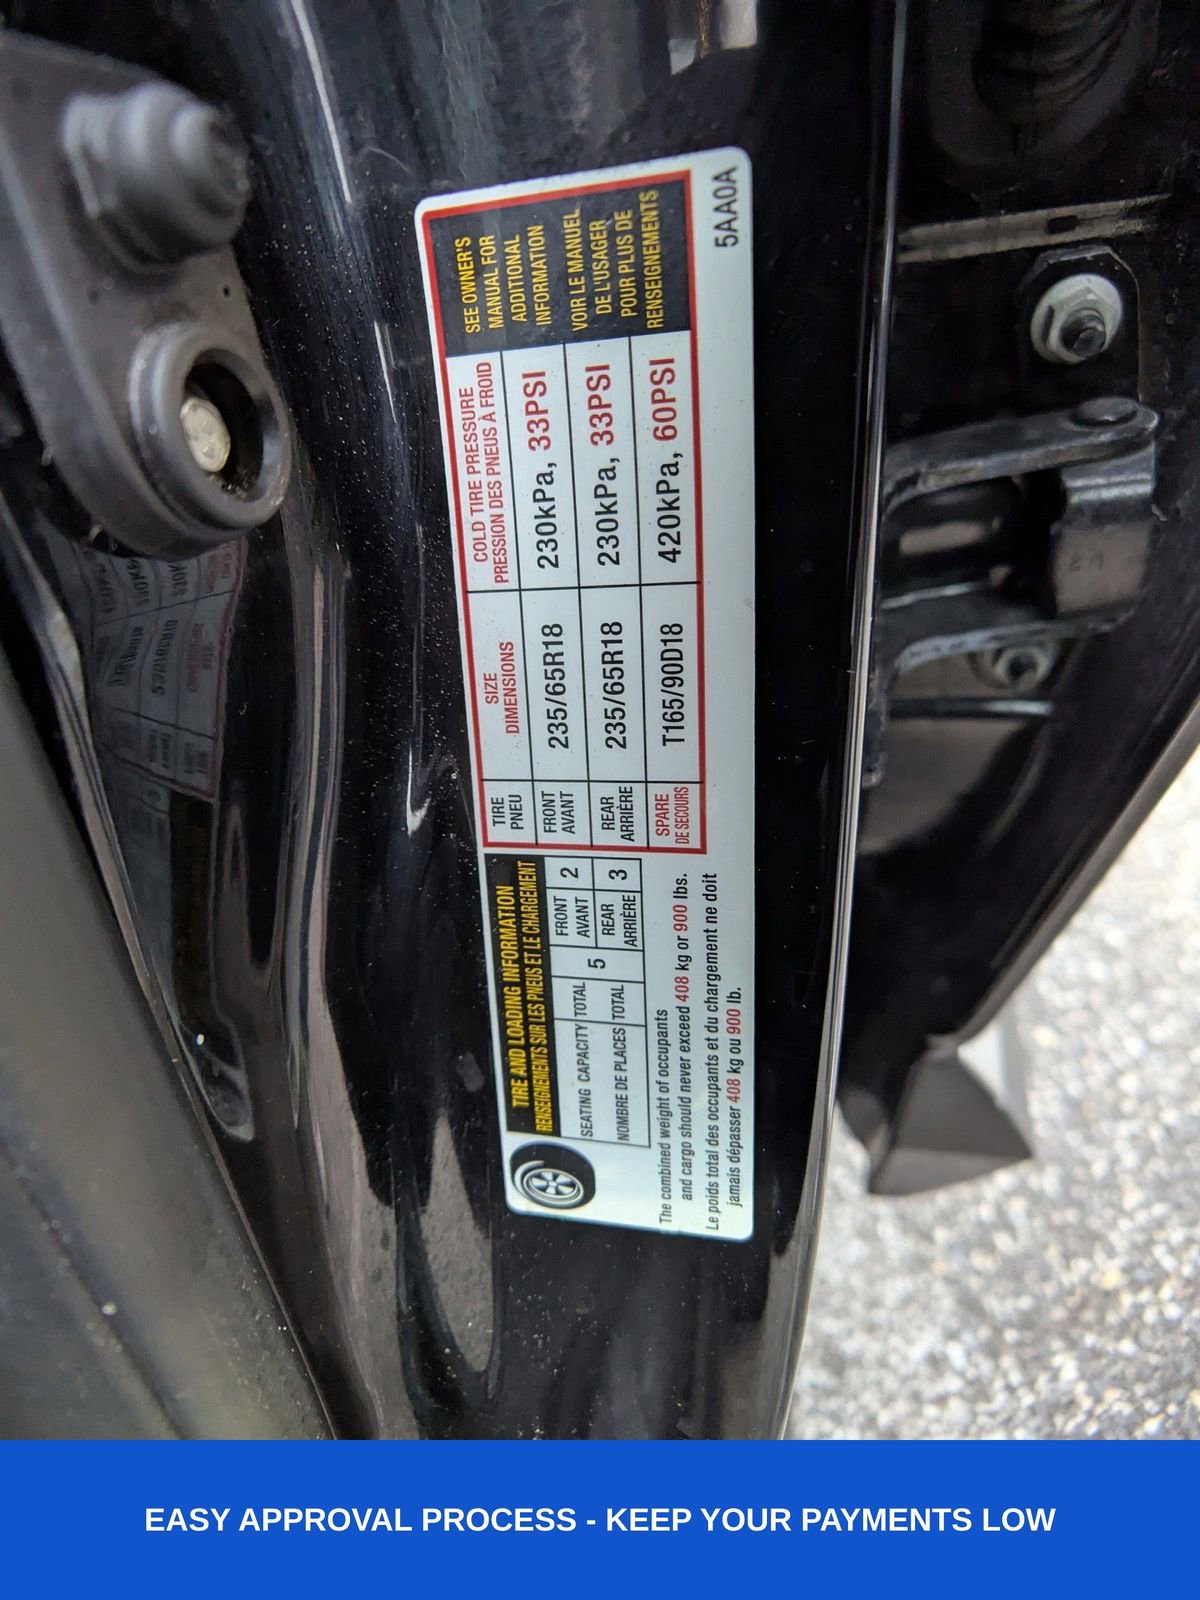 TIRE AND LOADING INFORMATION
RENSEIGNEMENTS SUR LES PNEUS ET LE CHARGEMENT
SEATING CAPACITY TOTAL 5 FRONT AVANT 2
NOMBRE DE PLACES TOTAL REAR ARRIÈRE 3
The combined weight of occupants
and cargo should never exceed 408 kg or 900 lbs.
Le poids total des occupants et du chargement ne doit
jamais dépasser 408 kg ou 900 lb.
TIRE PNEU
SIZE DIMENSIONS
COLD TIRE PRESSURE
PRESSION DES PNEUS À FROID
FRONT AVANT 235/65R18 230kPa, 33PSI
REAR ARRIÈRE 235/65R18 230kPa, 33PSI
SPARE DE SECOURS T165/90D18 420kPa, 60PSI
SEE OWNER'S
MANUAL FOR
ADDITIONAL
INFORMATION
VOIR LE MANUEL
DE L'USAGER
POUR PLUS DE
RENSEIGNEMENTS
5AA0A
EASY APPROVAL PROCESS - KEEP YOUR PAYMENTS LOW